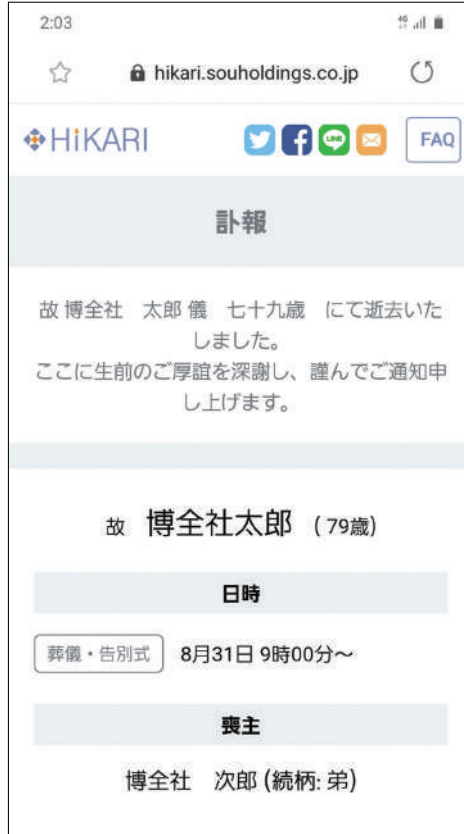 2:03
4G
hikari.souholdings.co.jp
HiKARI
LINE
FAQ
訃報
故 博全社　太郎 儀　七十九歳　にて逝去いた
しました。
ここに生前のご厚誼を深謝し、謹んでご通知申
し上げます。
故 博全社太郎 (79歳)
日時
葬儀・告別式 8月31日 9時00分～
喪主
博全社　次郎 (続柄: 弟)